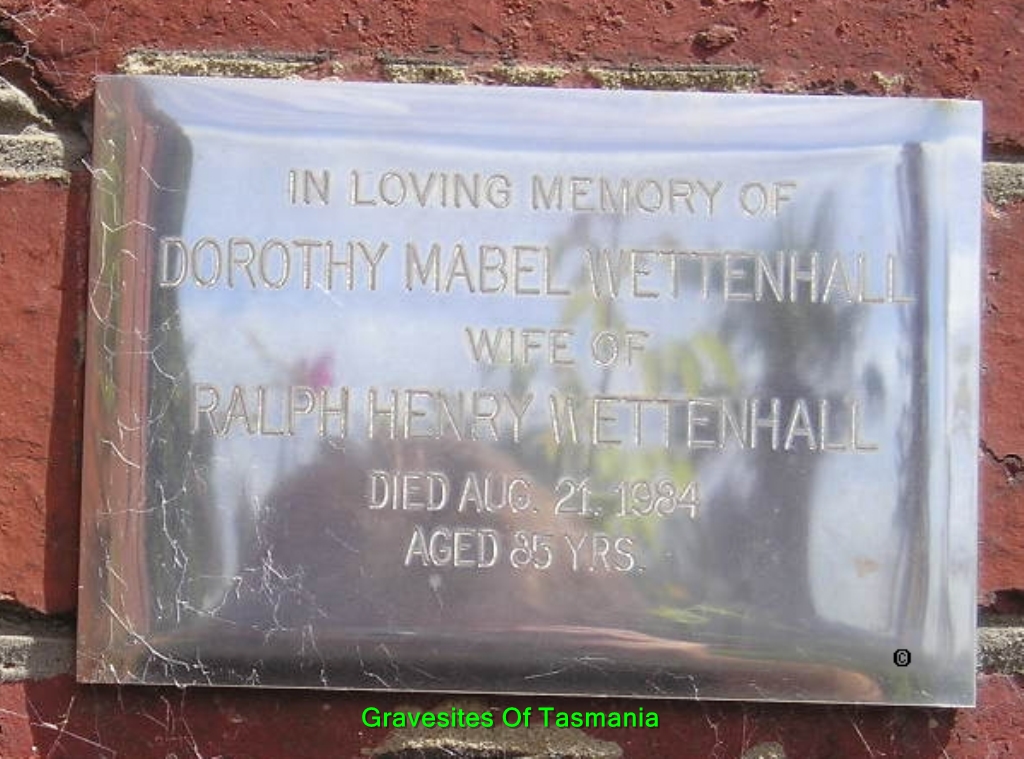 IN LOVING MEMORY OF
DOROTHY MABEL WETTENHALL
WIFE OF
RALPH HENRY WETTENHALL
DIED AUG. 21. 1984
AGED 85 YRS.
©
Gravesites Of Tasmania